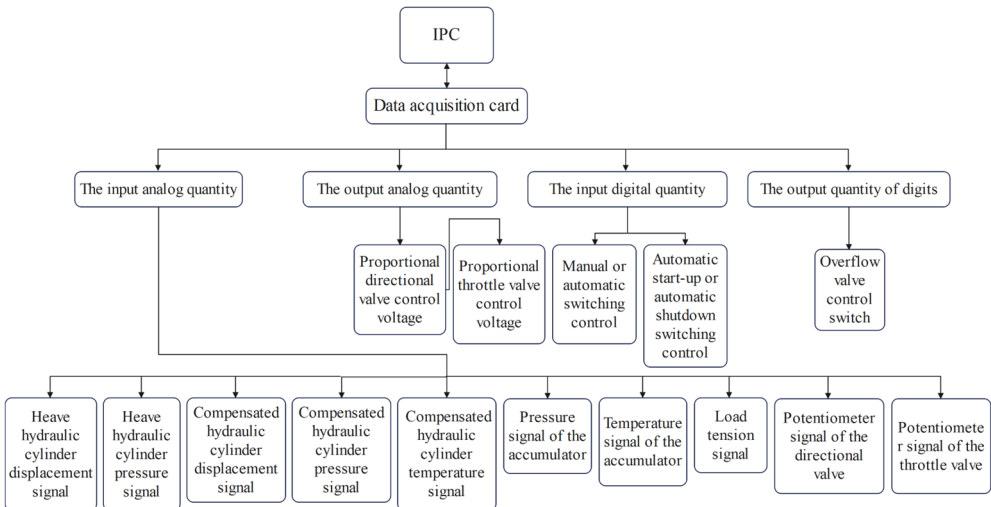 IPC
Data acquisition card
The input analog quantity
The output analog quantity
The input digital quantity
The output quantity of digits
Proportional
directional
valve control
voltage
Proportional
throttle valve
control
voltage
Manual or
automatic
switching
control
Automatic
start-up or
automatic
shutdown
switching
control
Overflow
valve
control
switch
Heave
hydraulic
cylinder
displacement
signal
Heave
hydraulic
cylinder
pressure
signal
Compensated
hydraulic
cylinder
displacement
signal
Compensated
hydraulic
cylinder
pressure
signal
Compensated
hydraulic
cylinder
temperature
signal
Pressure
signal of the
accumulator
Temperature
signal of the
accumulator
Load
tension
signal
Potentiometer
signal of the
directional
valve
Potentiomete
r signal of the
throttle valve